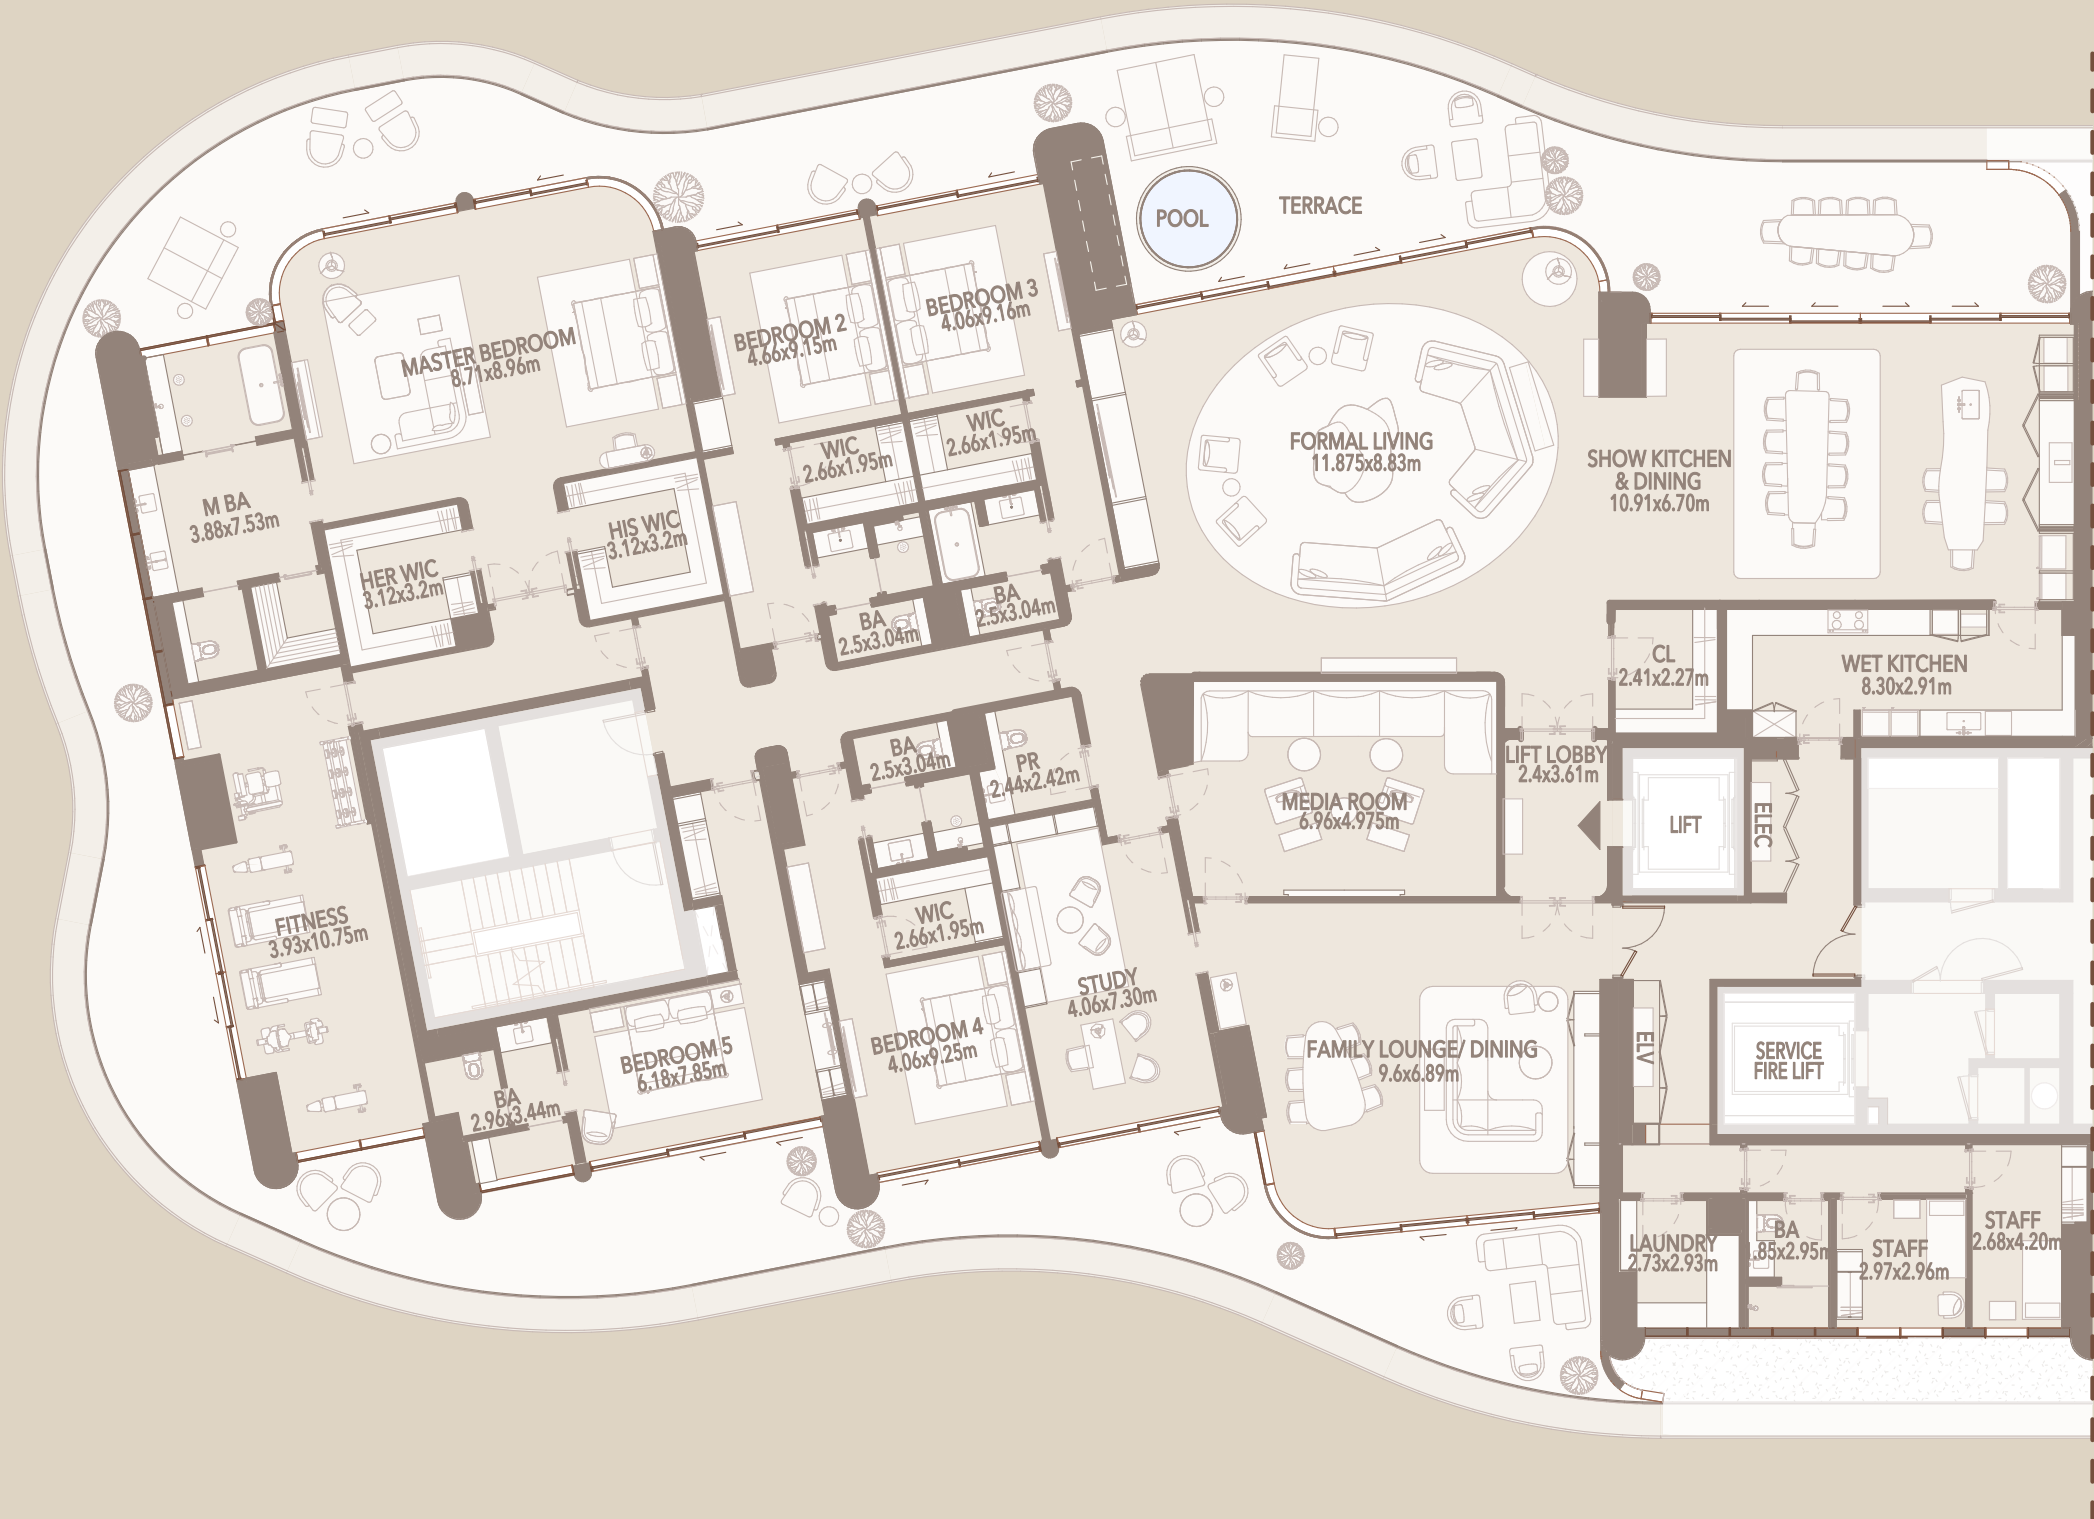 POOL
TERRACE
MASTER BEDROOM
8.71x8.96m
BEDROOM 2
4.66x9.15m
BEDROOM 3
4.06x9.16m
WIC
2.66x1.95m
WIC
2.66x1.95m
FORMAL LIVING
11.875x8.83m
SHOW KITCHEN
& DINING
10.91x6.70m
M BA
3.88x7.53m
HER WIC
3.12x3.2m
HIS WIC
3.12x3.2m
BA
2.5x3.04m
BA
2.5x3.04m
CL
2.41x2.27m
WET KITCHEN
8.30x2.91m
BA
2.5x3.04m
PR
2.44x2.42m
LIFT LOBBY
2.4x3.61m
MEDIA ROOM
6.96x4.975m
LIFT
ELEC
FITNESS
3.93x10.75m
WIC
2.66x1.95m
STUDY
4.06x7.30m
BEDROOM 4
4.06x9.25m
BEDROOM 5
6.18x7.85m
BA
2.96x3.44m
FAMILY LOUNGE/ DINING
9.6x6.89m
ELV
SERVICE
FIRE LIFT
LAUNDRY
2.73x2.93m
BA
.85x2.95m
STAFF
2.97x2.96m
STAFF
2.68x4.20m